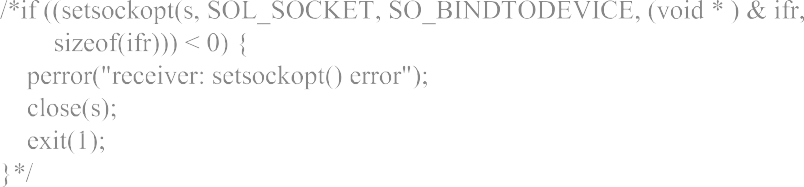 /*if ((setsockopt(s, SOL_SOCKET, SO_BINDTODEVICE, (void * ) & ifr,
sizeof(ifr))) < 0) {
perror("receiver: setsockopt() error");
close(s);
exit(1);
}*/